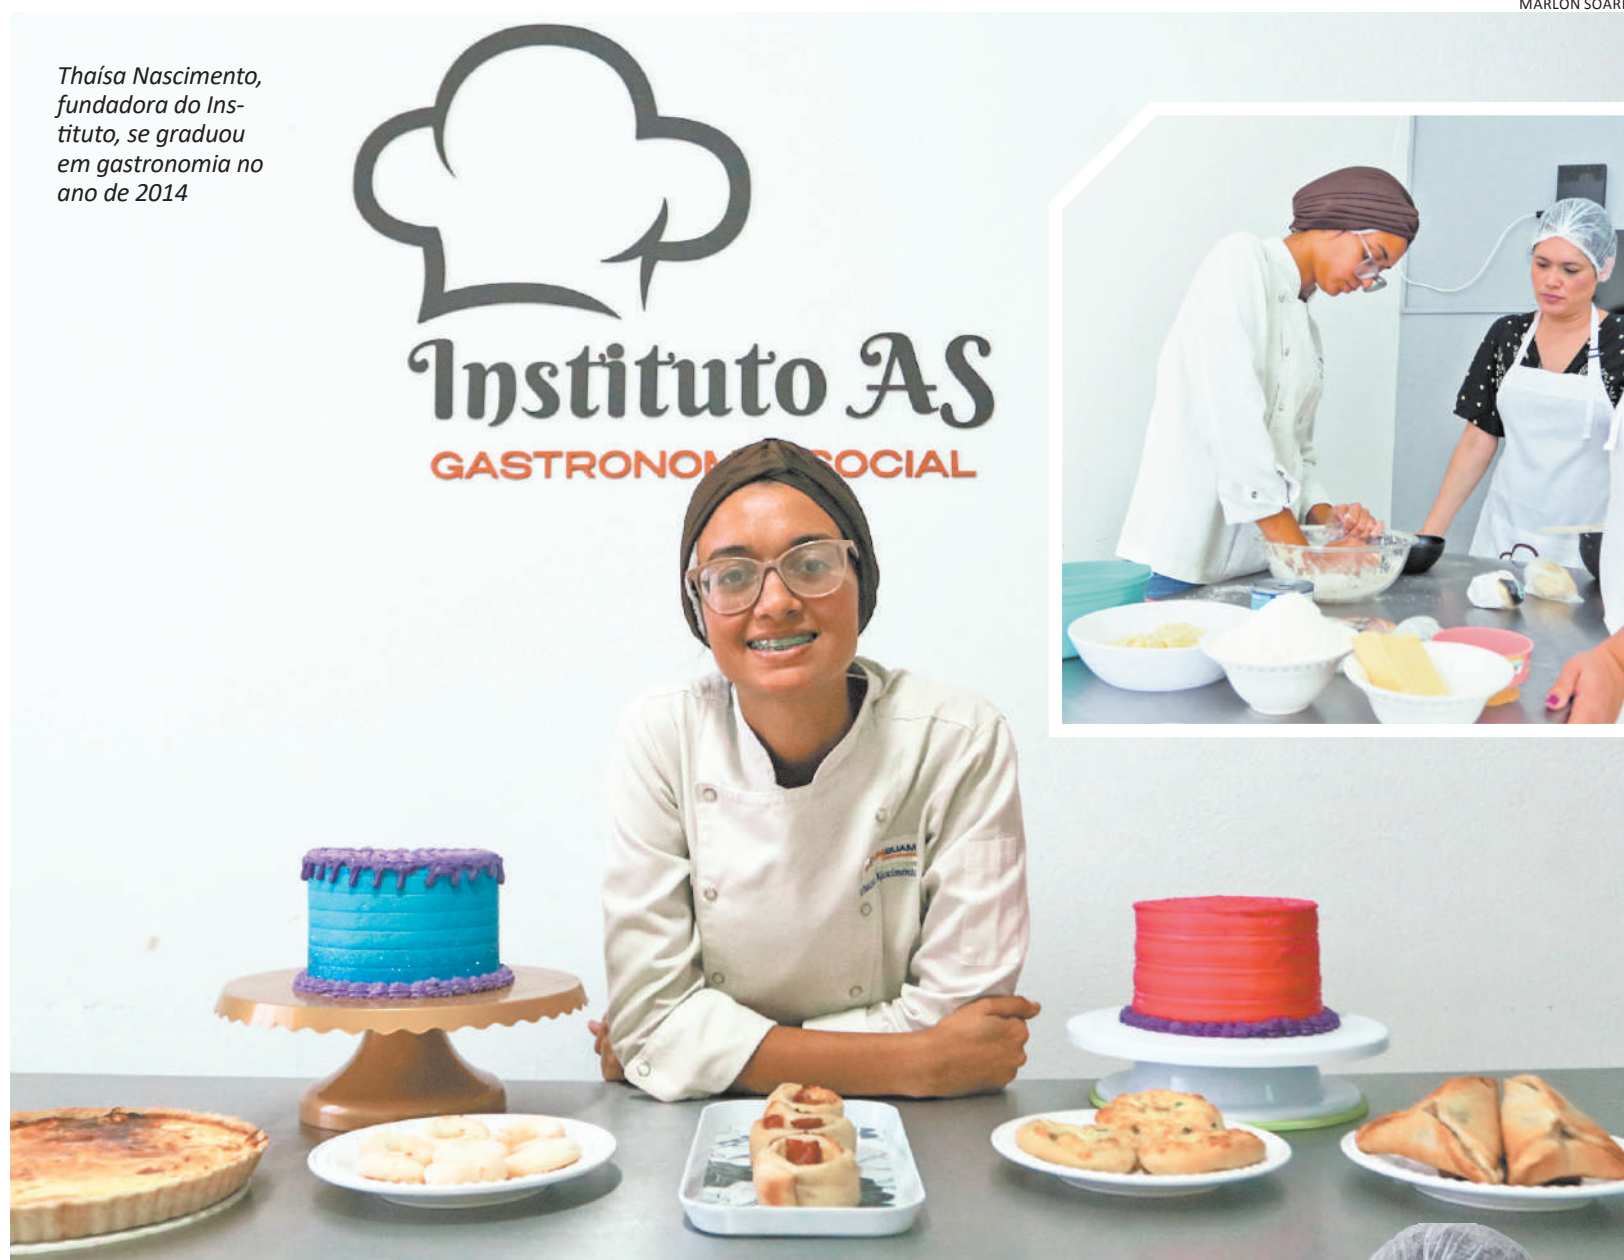 MARLON SOAR
Thaísa Nascimento,
fundadora do Ins-
tituto, se graduou
em gastronomia no
ano de 2014
Instituto AS
GASTRONOM SOCIAL
Nascimento